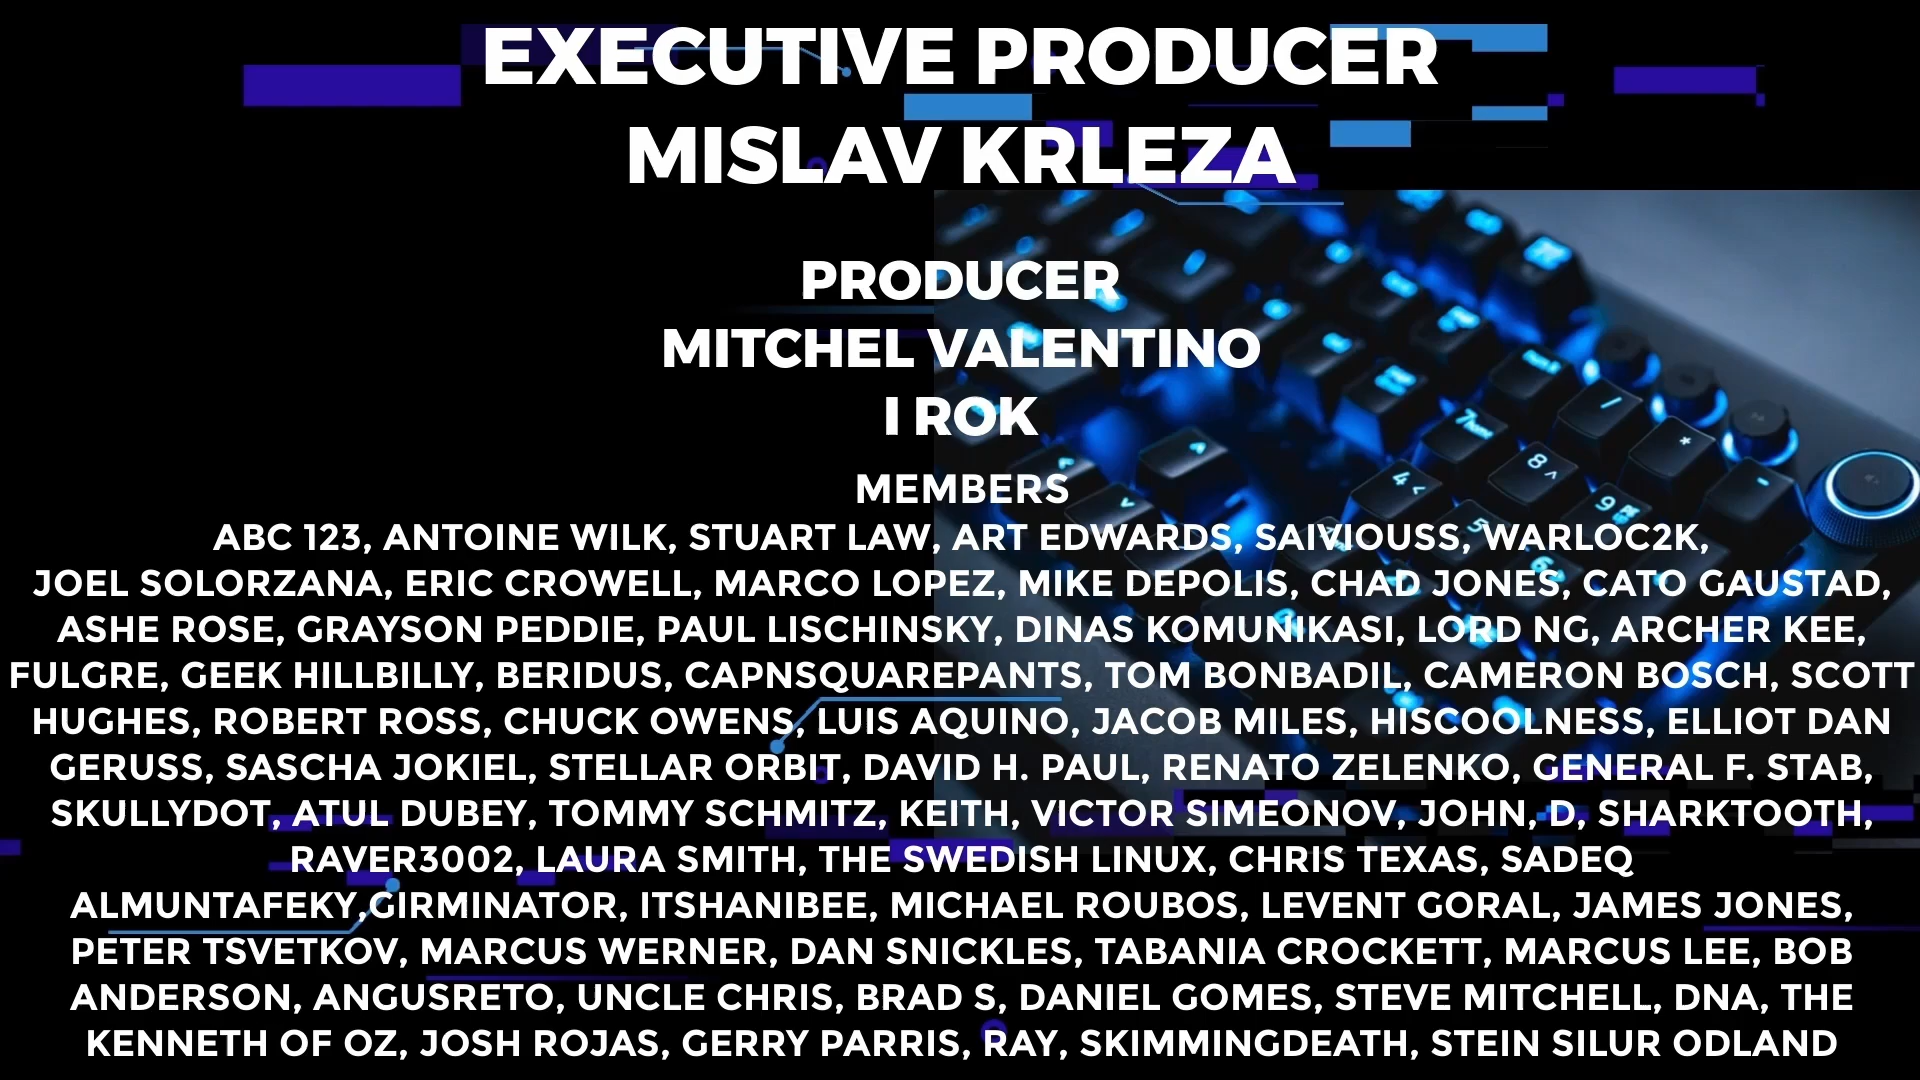 EXECUTIVE PRODUCER
MISLAV KRLEZA
PRODUCER
MITCHEL VALENTINO
I ROK
MEMBERS
ABC 123, ANTOINE WILK, STUART LAW, ART EDWARDS, SAIVIOUSS, WARLOC2K,
JOEL SOLORZANA, ERIC CROWELL, MARCO LOPEZ, MIKE DEPOLIS, CHAD JONES, CATO GAUSTAD,
ASHE ROSE, GRAYSON PEDDIE, PAUL LISCHINSKY, DINAS KOMUNIKASI, LORD NG, ARCHER KEE,
FULGRE, GEEK HILLBILLY, BERIDUS, CAPNSQUAREPANTS, TOM BONBADIL, CAMERON BOSCH, SCOTT
HUGHES, ROBERT ROSS, CHUCK OWENS, LUIS AQUINO, JACOB MILES, HISCOOLNESS, ELLIOT DAN
GERUSS, SASCHA JOKIEL, STELLAR ORBIT, DAVID H. PAUL, RENATO ZELENKO, GENERAL F. STAB,
SKULLYDOT, ATUL DUBEY, TOMMY SCHMITZ, KEITH, VICTOR SIMEONOV, JOHN, D, SHARKTOOTH,
RAVER3002, LAURA SMITH, THE SWEDISH LINUX, CHRIS TEXAS, SADEQ
ALMUNTAFEKY,GIRMINATOR, ITSHANIBEE, MICHAEL ROUBOS, LEVENT GORAL, JAMES JONES,
PETER TSVETKOV, MARCUS WERNER, DAN SNICKLES, TABANIA CROCKETT, MARCUS LEE, BOB
ANDERSON, ANGUSRETO, UNCLE CHRIS, BRAD S, DANIEL GOMES, STEVE MITCHELL, DNA, THE
KENNETH OF OZ, JOSH ROJAS, GERRY PARRIS, RAY, SKIMMINGDEATH, STEIN SILUR ODLAND